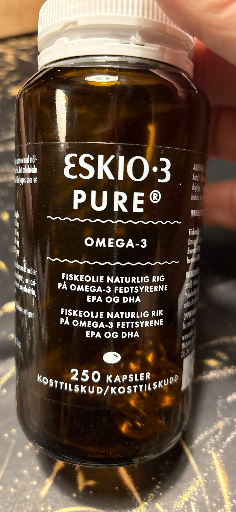 ESKIO·3
PURE®
OMEGA-3
FISKEOLIE NATURLIG RIG
PÅ OMEGA-3 FEDTSYRERNE
EPA OG DHA
FISKEOLJE NATURLIG RIK
PÅ OMEGA-3 FETTSYRENE
EPA OG DHA
250 KAPSLER
KOSTTILSKUD/KOSTTILSKUDD